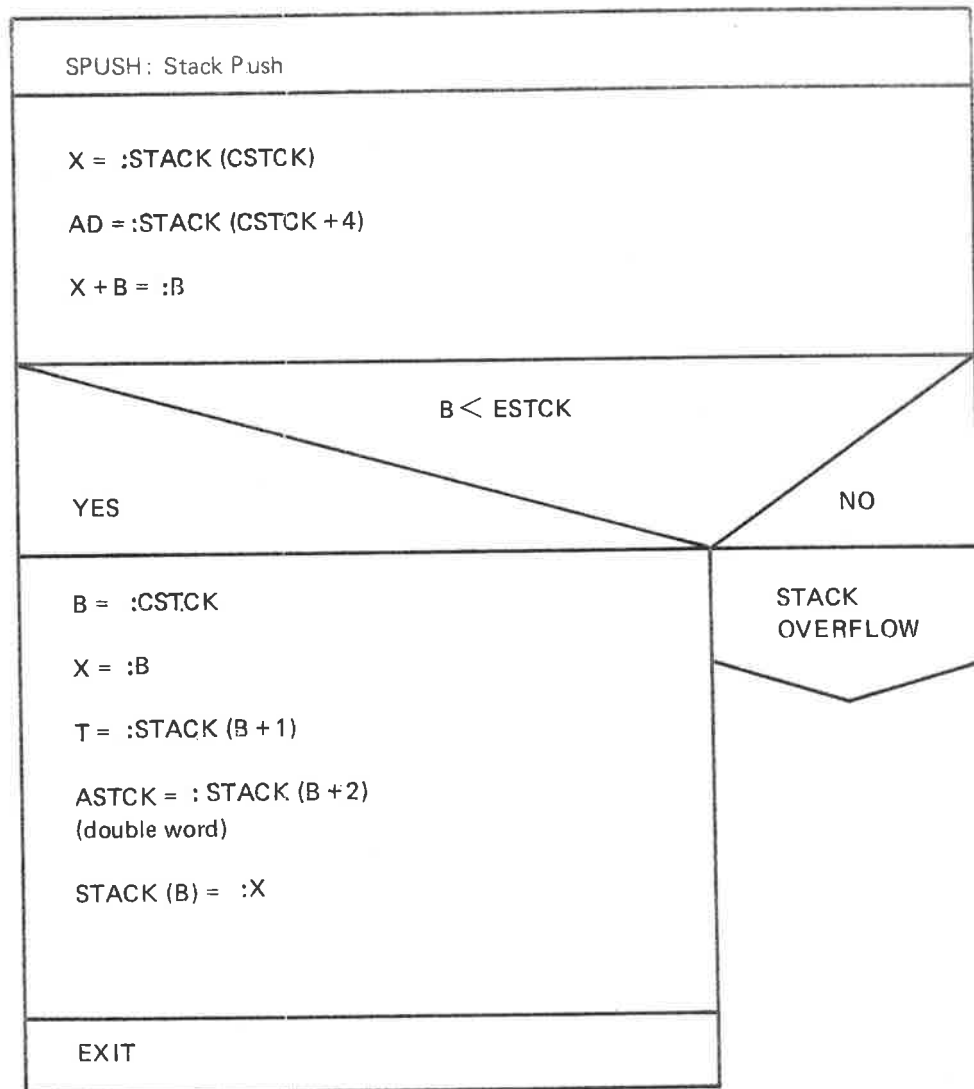 SPUSH: Stack Push
X = :STACK (CSTCK)
AD = :STACK (CSTCK + 4)
X + B = :B
B < ESTCK
YES
NO
B = :CSTCK
X = :B
T = :STACK (B + 1)
ASTCK = : STACK (B + 2)
(double word)
STACK (B) = :X
EXIT
STACK
OVERFLOW